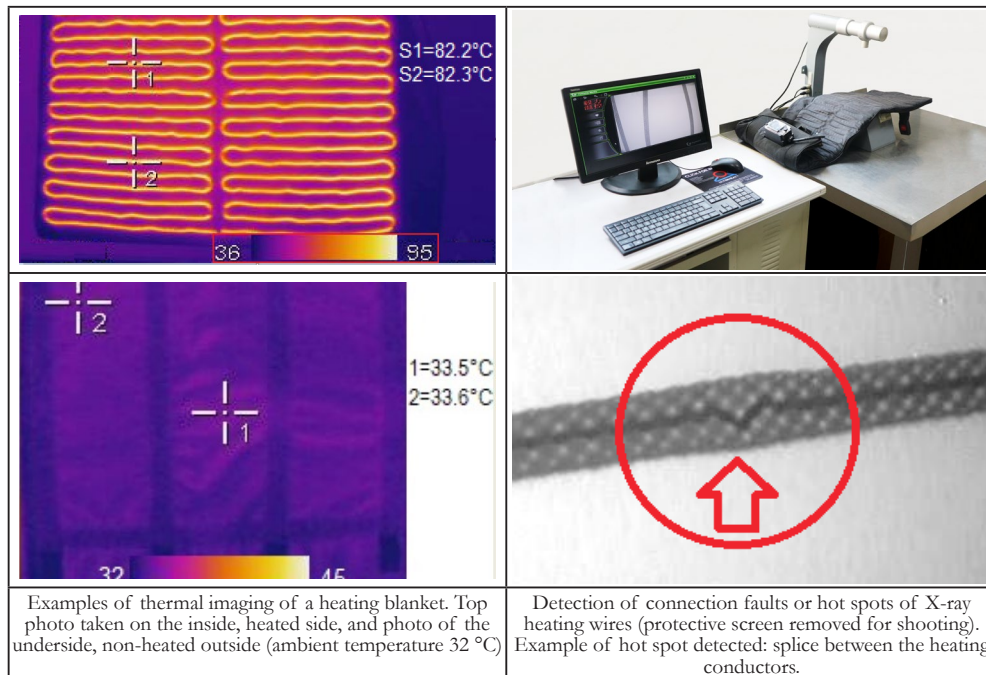 S1=82.2°C
S2=82.3°C
1
2
36 95
2
1=33.5°C
2=33.6°C
1
32 45
Examples of thermal imaging of a heating blanket. Top
photo taken on the inside, heated side, and photo of the
underside, non-heated outside (ambient temperature 32 °C)
Detection of connection faults or hot spots of X-ray
heating wires (protective screen removed for shooting).
Example of hot spot detected: splice between the heating
conductors.